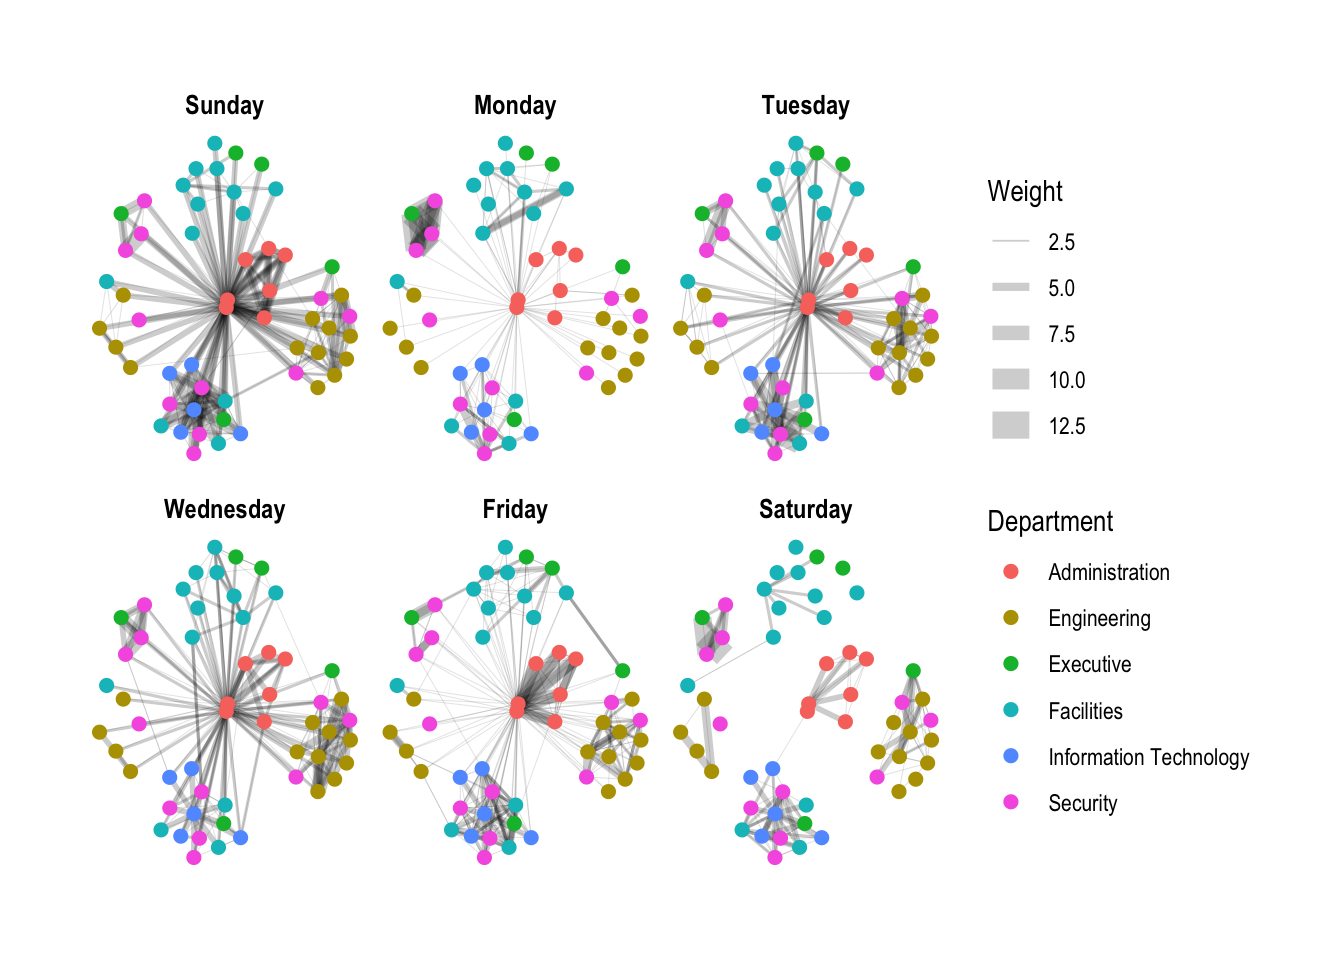 Sunday
Monday
Tuesday
Weight
2.5
5.0
7.5
10.0
12.5
Wednesday
Friday
Saturday
Department
Administration
Engineering
Executive
Facilities
Information Technology
Security